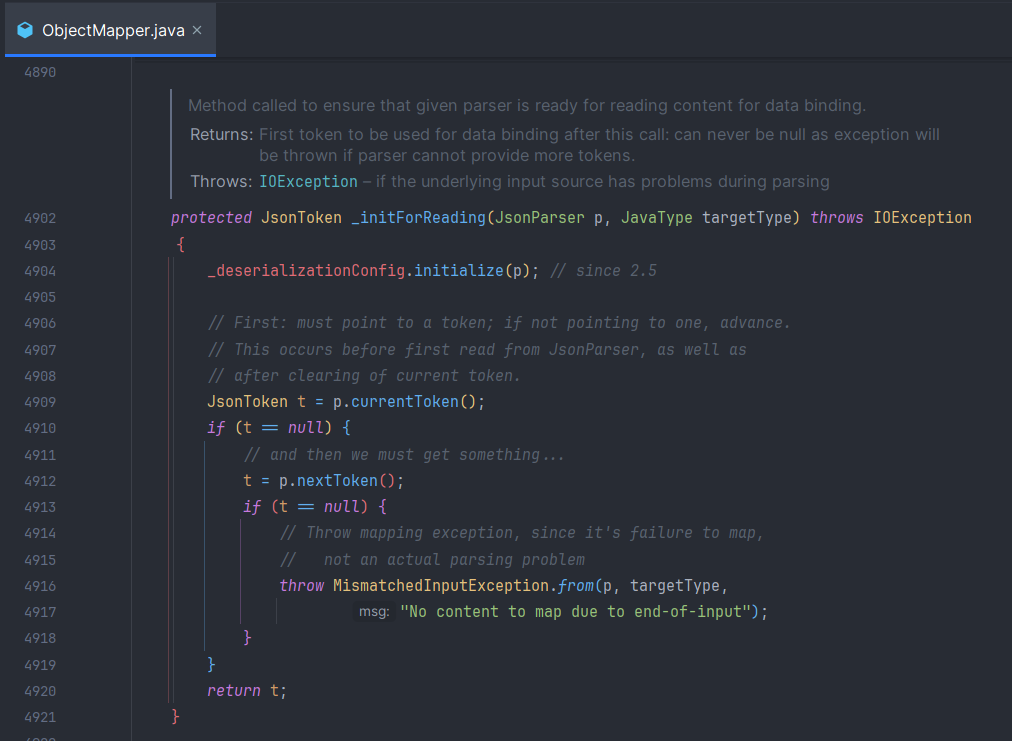 ObjectMapper.java ×
4890
Method called to ensure that given parser is ready for reading content for data binding.
Returns: First token to be used for data binding after this call: can never be null as exception will
be thrown if parser cannot provide more tokens.
Throws: IOException – if the underlying input source has problems during parsing
4902 protected JsonToken _initForReading(JsonParser p, JavaType targetType) throws IOException
4903 {
4904 _deserializationConfig.initialize(p); // since 2.5
4905
4906 // First: must point to a token; if not pointing to one, advance.
4907 // This occurs before first read from JsonParser, as well as
4908 // after clearing of current token.
4909 JsonToken t = p.currentToken();
4910 if (t == null) {
4911 // and then we must get something...
4912 t = p.nextToken();
4913 if (t == null) {
4914 // Throw mapping exception, since it's failure to map,
4915 //   not an actual parsing problem
4916 throw MismatchedInputException.from(p, targetType,
4917 msg: "No content to map due to end-of-input");
4918 }
4919 }
4920 return t;
4921 }